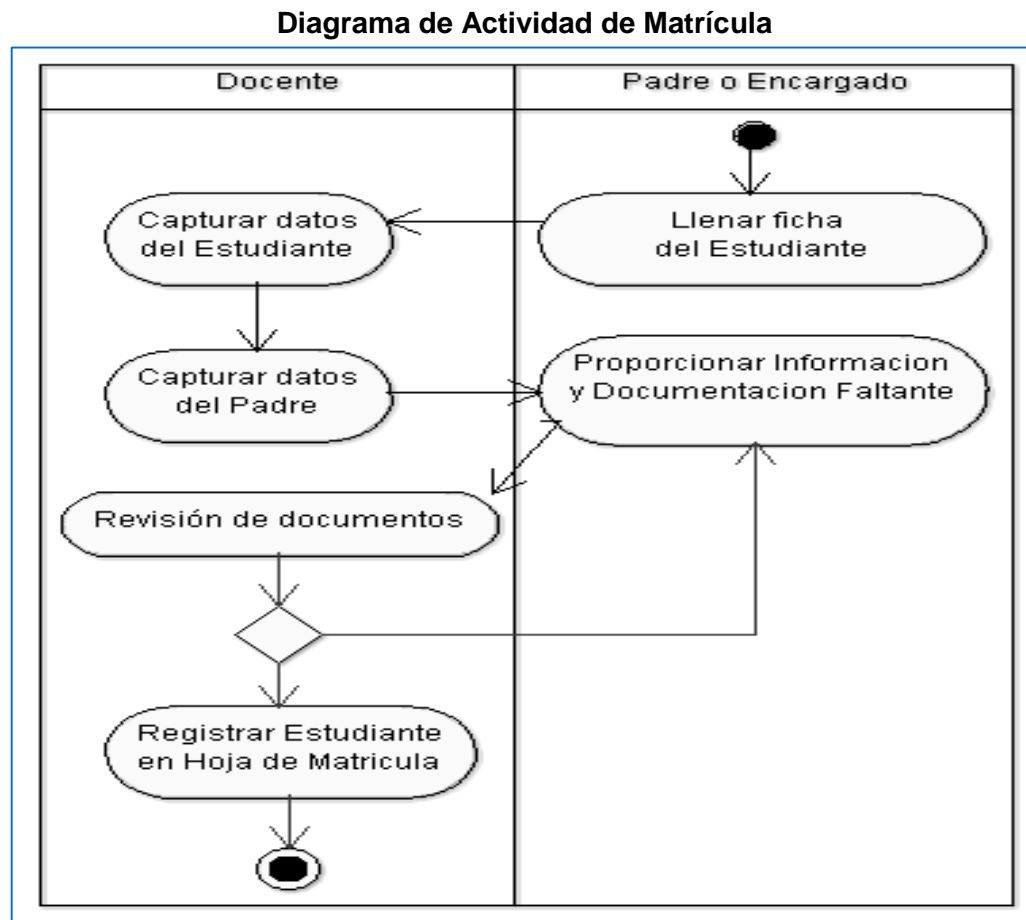 Diagrama de Actividad de Matrícula
Docente
Padre o Encargado
Llenar ficha
del Estudiante
Capturar datos
del Estudiante
Capturar datos
del Padre
Proporcionar Informacion
y Documentacion Faltante
Revisión de documentos
Registrar Estudiante
en Hoja de Matricula